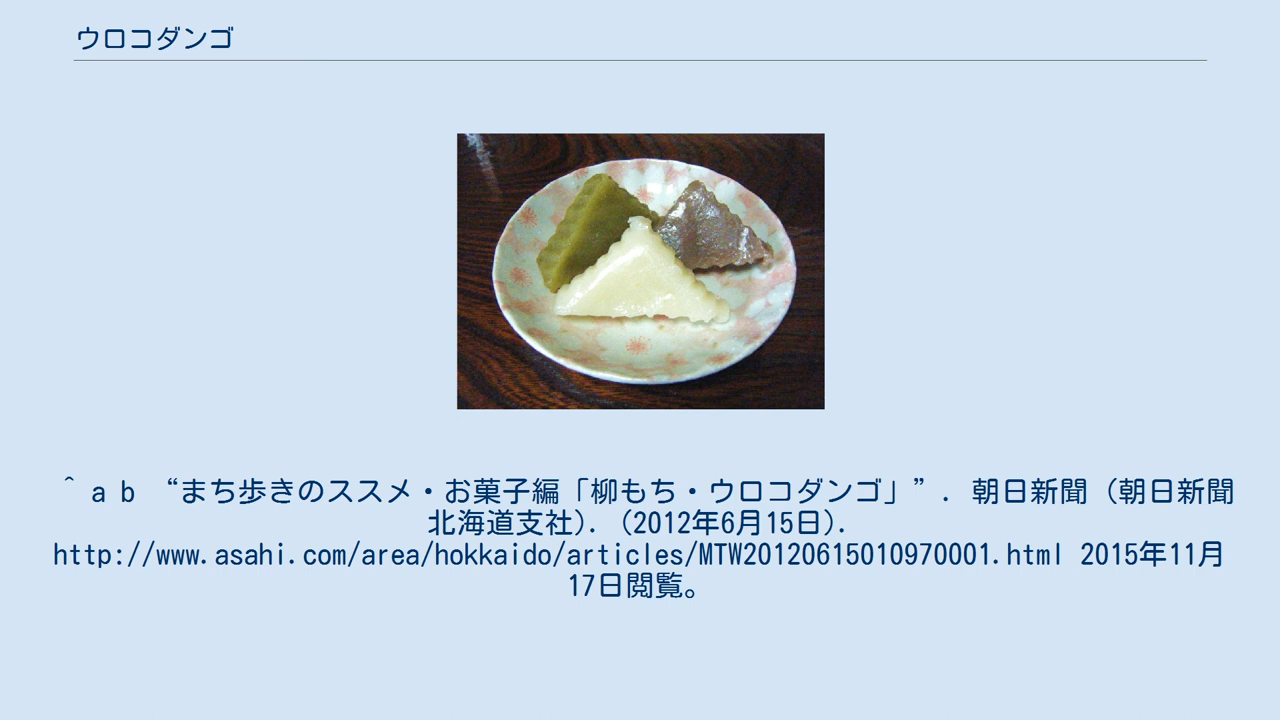 ウロコダンゴ
^ a b “まち歩きのススメ・お菓子編「柳もち・ウロコダンゴ」”. 朝日新聞 (朝日新聞
北海道支社). (2012年6月15日).
http://www.asahi.com/area/hokkaido/articles/MTW20120615010970001.html 2015年11月
17日閲覧。